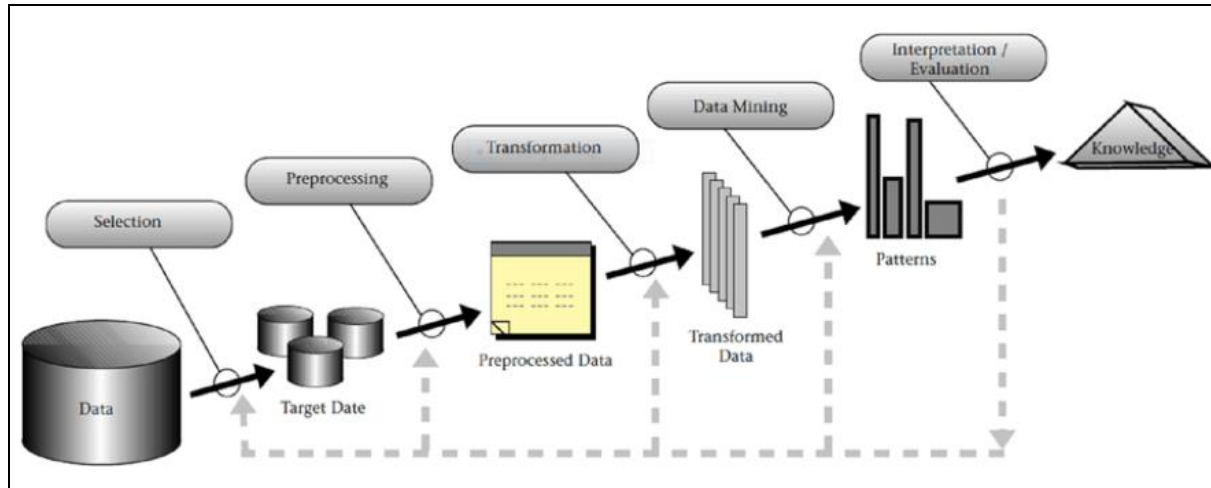 Interpretation /
Evaluation
Data Mining
Transformation
Preprocessing
Selection
Knowledge
Patterns
Transformed
Data
Preprocessed Data
Target Date
Data